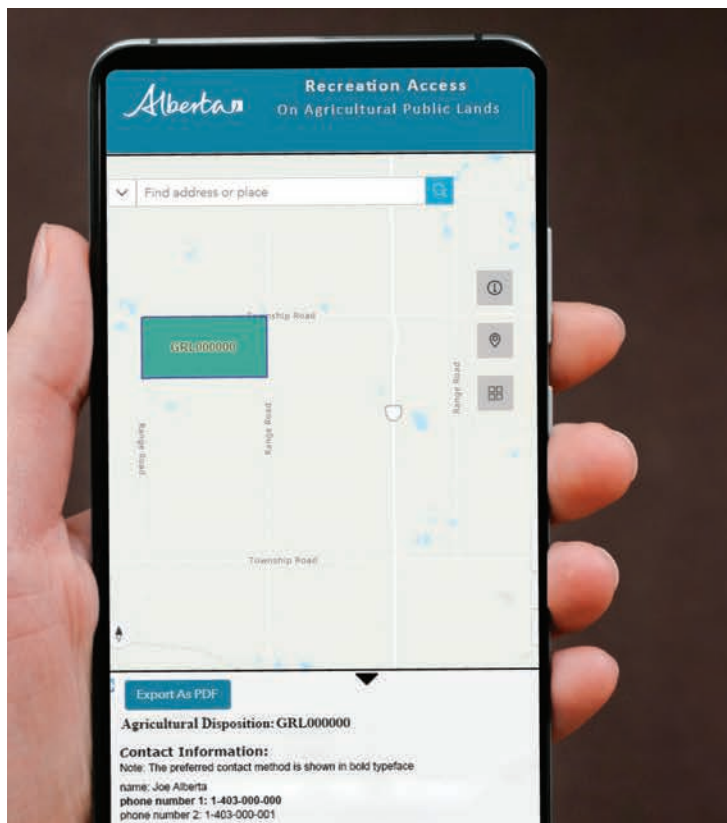 Alberta
Recreation Access
On Agricultural Public Lands
Find address or place
Township Road
GRL000000
Range Road
Range Road
Range Road
Township Road
Export As PDF
Agricultural Disposition: GRL000000
Contact Information:
Note: The preferred contact method is shown in bold typeface
name: Joe Alberta
phone number 1: 1-403-000-000
phone number 2: 1-403-000-001